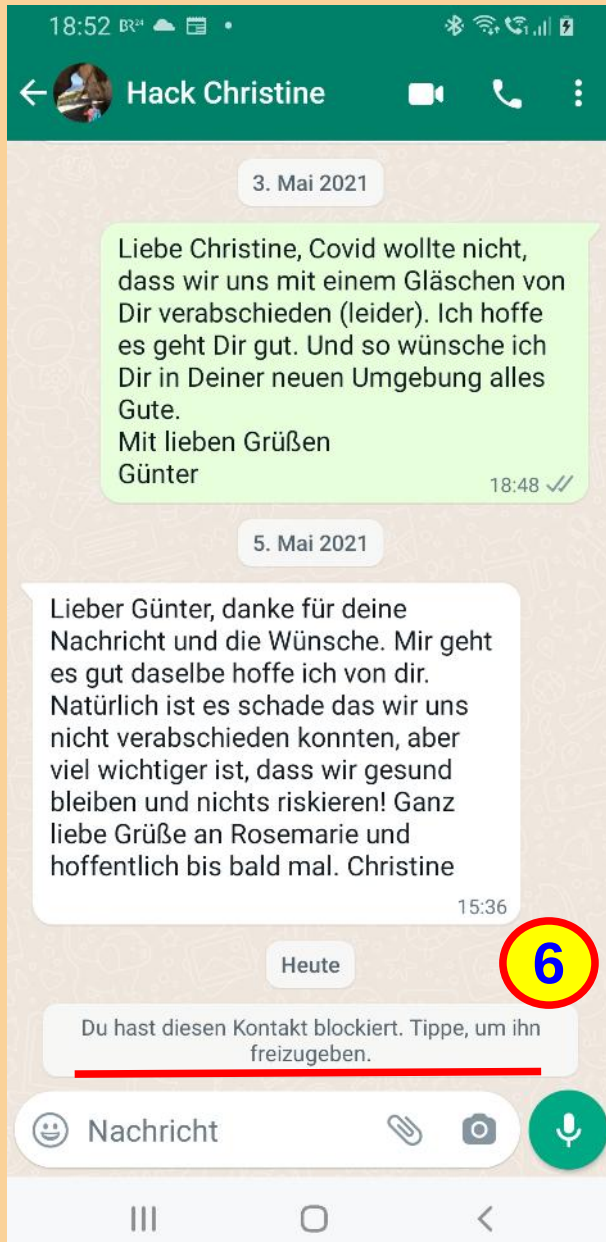 18:52 BR24
Hack Christine
3. Mai 2021
Liebe Christine, Covid wollte nicht,
dass wir uns mit einem Gläschen von
Dir verabschieden (leider). Ich hoffe
es geht Dir gut. Und so wünsche ich
Dir in Deiner neuen Umgebung alles
Gute.
Mit lieben Grüßen
Günter
18:48
5. Mai 2021
Lieber Günter, danke für deine
Nachricht und die Wünsche. Mir geht
es gut daselbe hoffe ich von dir.
Natürlich ist es schade das wir uns
nicht verabschieden konnten, aber
viel wichtiger ist, dass wir gesund
bleiben und nichts riskieren! Ganz
liebe Grüße an Rosemarie und
hoffentlich bis bald mal. Christine
15:36
Heute
6
Du hast diesen Kontakt blockiert. Tippe, um ihn
freizugeben.
Nachricht